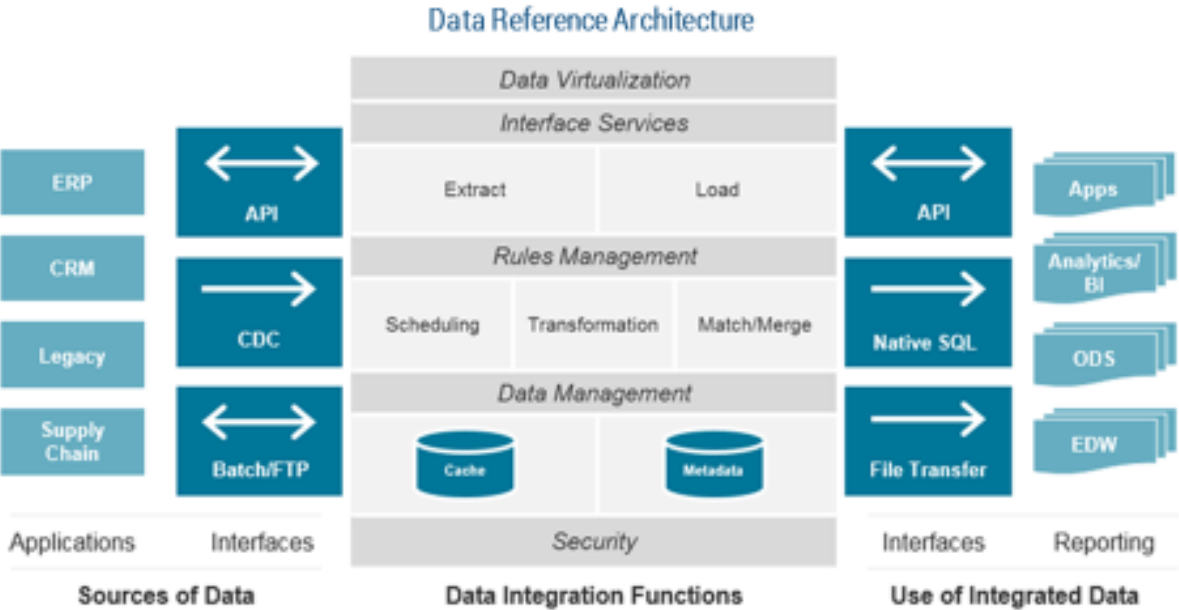 Data Reference Architecture
ERP
CRM
Legacy
Supply
Chain
Applications
API
CDC
Batch/FTP
Interfaces
Sources of Data
Data Virtualization
Interface Services
Extract
Load
Rules Management
Scheduling
Transformation
Match/Merge
Data Management
Cache
Metadata
Security
Data Integration Functions
API
Native SQL
File Transfer
Interfaces
Apps
Analytics/
BI
ODS
EDW
Reporting
Use of Integrated Data